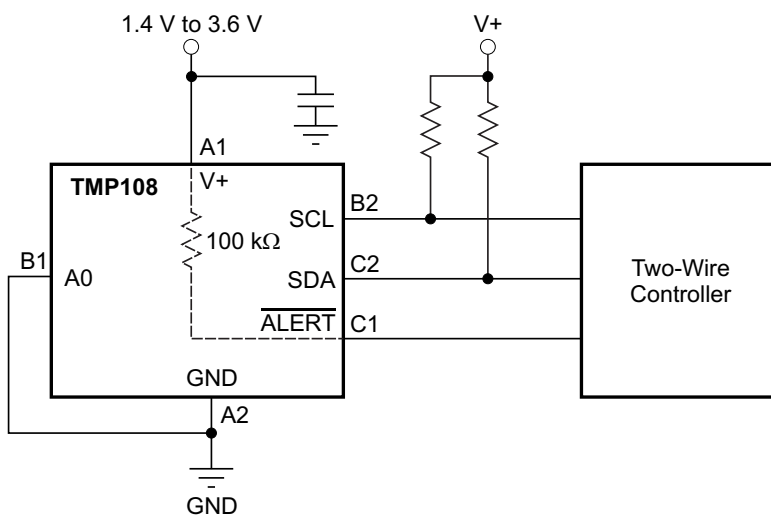 1.4 V to 3.6 V
V+
A1
TMP108
V+
B2
SCL
100 kΩ
B1
A0
C2
SDA
Two-Wire
Controller
ALERT
C1
GND
A2
GND